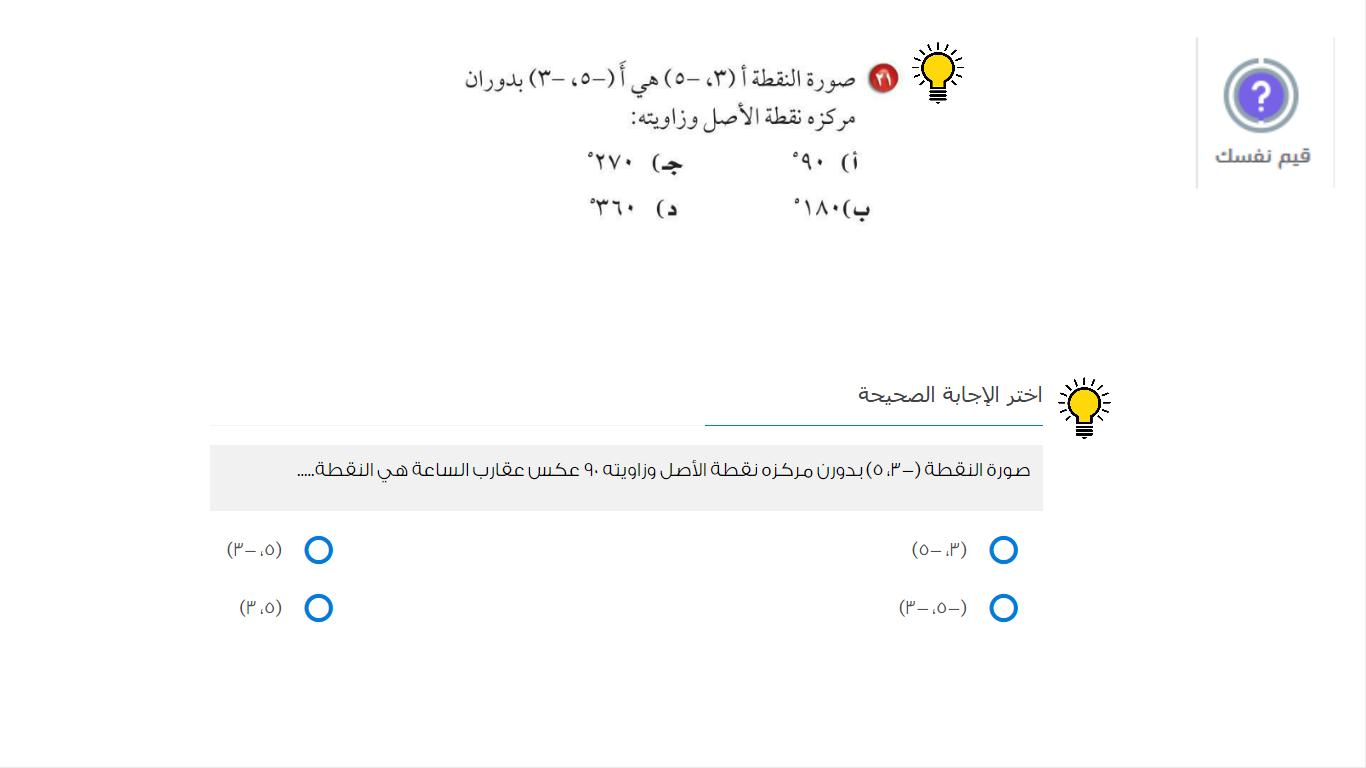 ٢١ صورة النقطة أ (٣، –٥) هي أَ (–٥، –٣) بدوران
مركزه نقطة الأصل وزاويته:
أ) ٩٠° جـ) ٢٧٠°
ب) ١٨٠° د) ٣٦٠°
?
قيم نفسك
اختر الإجابة الصحيحة
صورة النقطة (–٣، ٥) بدورن مركزه نقطة الأصل وزاويته ٩٠ عكس عقارب الساعة هي النقطة.....
(٣، –٥) (٥، –٣)
(–٥، –٣) (٥، ٣)